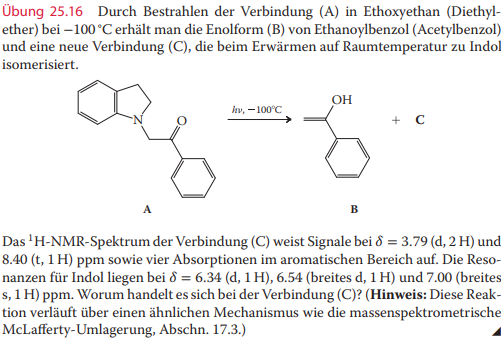 Übung 25.16 Durch Bestrahlen der Verbindung (A) in Ethoxyethan (Diethyl-
ether) bei −100 °C erhält man die Enolform (B) von Ethanoylbenzol (Acetylbenzol)
und eine neue Verbindung (C), die beim Erwärmen auf Raumtemperatur zu Indol
isomerisiert.
N
O
hν, −100°C
OH
+ C
A
B
Das ¹H-NMR-Spektrum der Verbindung (C) weist Signale bei δ = 3.79 (d, 2 H) und
8.40 (t, 1 H) ppm sowie vier Absorptionen im aromatischen Bereich auf. Die Reso-
nanzen für Indol liegen bei δ = 6.34 (d, 1 H), 6.54 (breites d, 1 H) und 7.00 (breites
s, 1 H) ppm. Worum handelt es sich bei der Verbindung (C)? (Hinweis: Diese Reak-
tion verläuft über einen ähnlichen Mechanismus wie die massenspektrometrische
McLafferty-Umlagerung, Abschn. 17.3.)